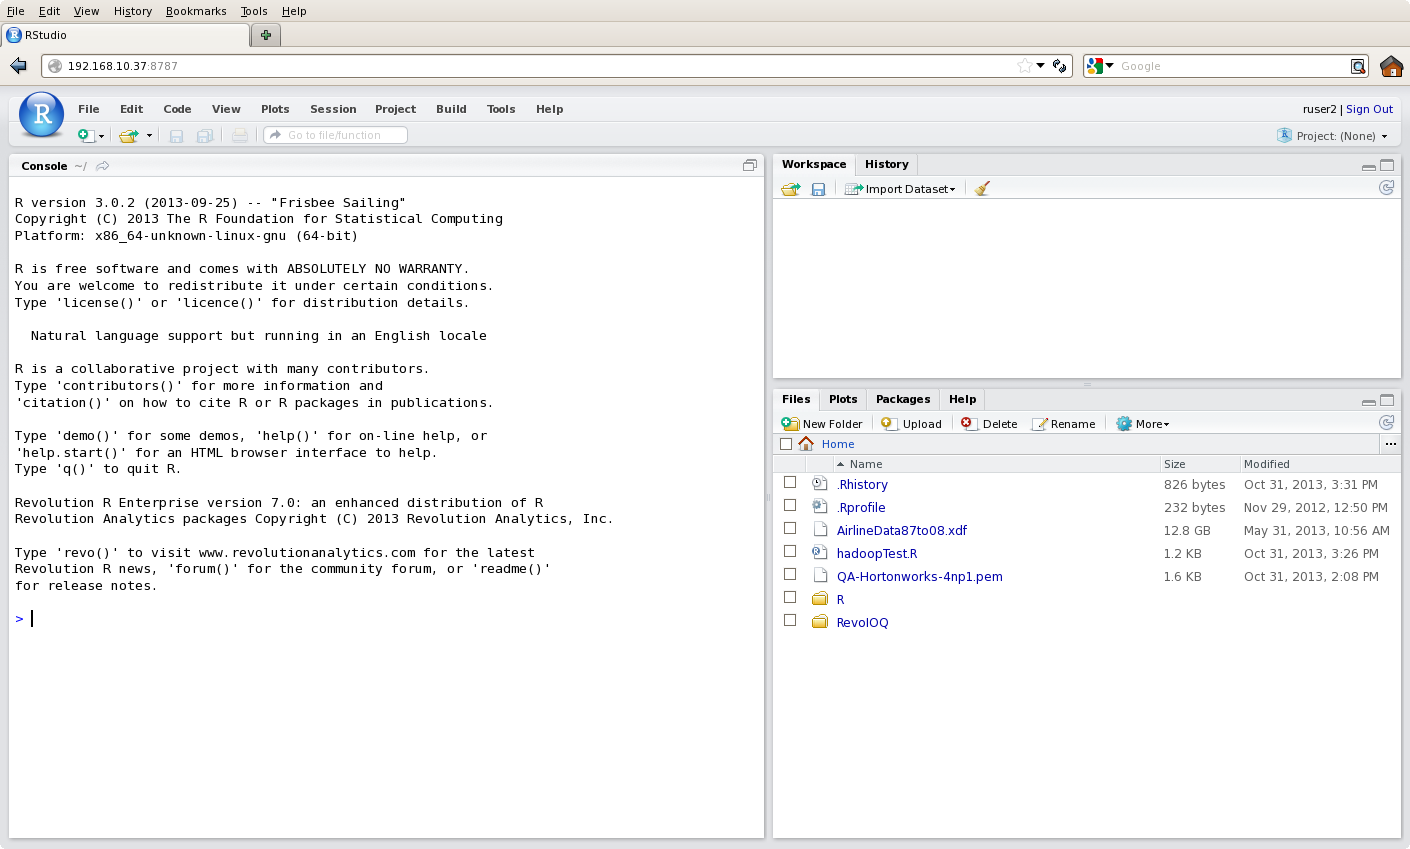 File Edit View History Bookmarks Tools Help
RStudio
192.168.10.37:8787
Google
R
File Edit Code View Plots Session Project Build Tools Help
ruser2 | Sign Out
Go to file/function
Project: (None)
Console ~/
R version 3.0.2 (2013-09-25) -- "Frisbee Sailing"
Copyright (C) 2013 The R Foundation for Statistical Computing
Platform: x86_64-unknown-linux-gnu (64-bit)
R is free software and comes with ABSOLUTELY NO WARRANTY.
You are welcome to redistribute it under certain conditions.
Type 'license()' or 'licence()' for distribution details.
Natural language support but running in an English locale
R is a collaborative project with many contributors.
Type 'contributors()' for more information and
'citation()' on how to cite R or R packages in publications.
Type 'demo()' for some demos, 'help()' for on-line help, or
'help.start()' for an HTML browser interface to help.
Type 'q()' to quit R.
Revolution R Enterprise version 7.0: an enhanced distribution of R
Revolution Analytics packages Copyright (C) 2013 Revolution Analytics, Inc.
Type 'revo()' to visit www.revolutionanalytics.com for the latest
Revolution R news, 'forum()' for the community forum, or 'readme()'
for release notes.
>
Workspace History
Import Dataset
Files Plots Packages Help
New Folder Upload Delete Rename More
Home ...
Name Size Modified
.Rhistory 826 bytes Oct 31, 2013, 3:31 PM
.Rprofile 232 bytes Nov 29, 2012, 12:50 PM
AirlineData87to08.xdf 12.8 GB May 31, 2013, 10:56 AM
hadoopTest.R 1.2 KB Oct 31, 2013, 3:26 PM
QA-Hortonworks-4np1.pem 1.6 KB Oct 31, 2013, 2:08 PM
R
RevoIOQ